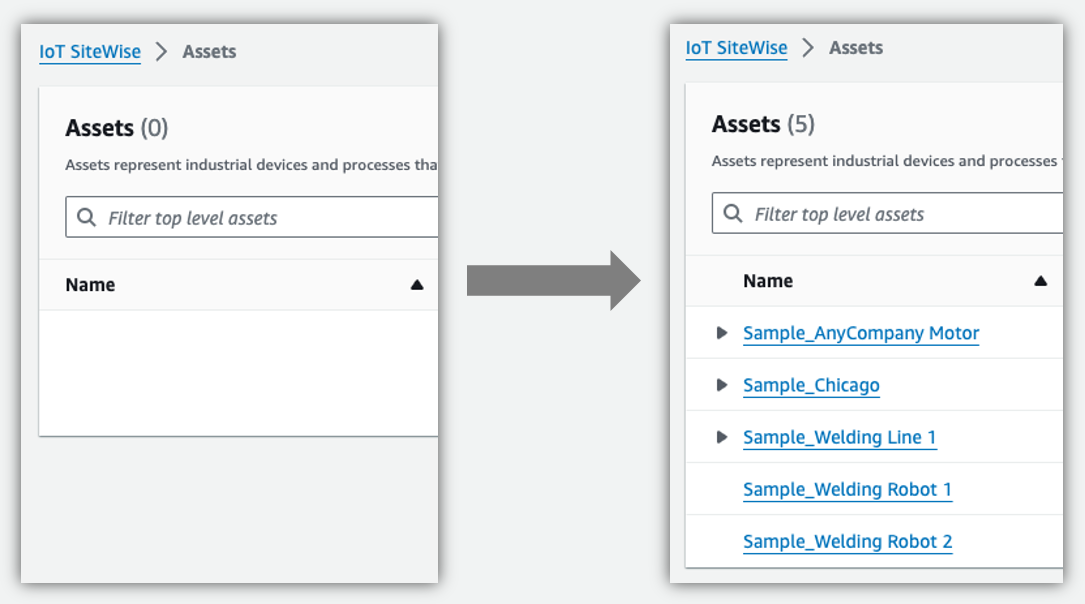 IoT SiteWise > Assets
Assets (0)
Assets represent industrial devices and processes tha
Filter top level assets
Name
IoT SiteWise > Assets
Assets (5)
Assets represent industrial devices and processes
Filter top level assets
Name
Sample_AnyCompany Motor
Sample_Chicago
Sample_Welding Line 1
Sample_Welding Robot 1
Sample_Welding Robot 2